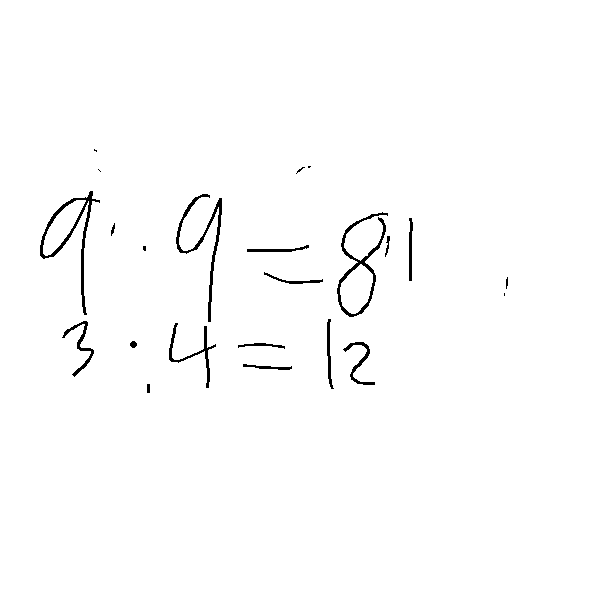 9 · 9 = 81
3 · 4 = 12